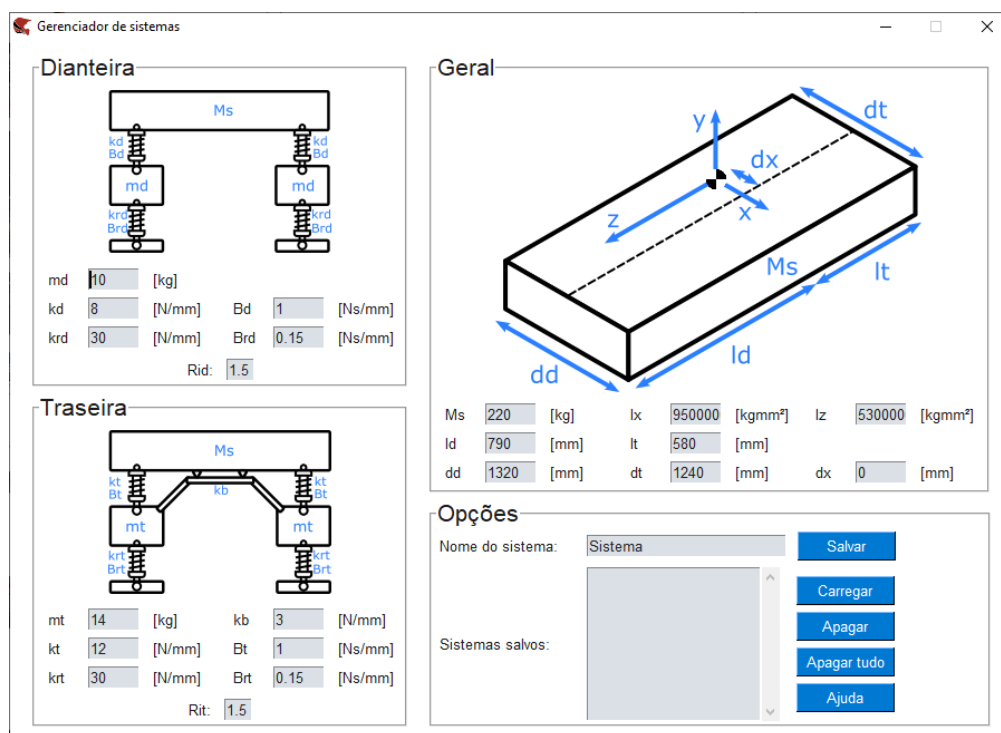 Gerenciador de sistemas
Dianteira
Ms
kd kd
Bd Bd
md md
krd krd
Brd Brd
md 10 [kg]
kd 8 [N/mm] Bd 1 [Ns/mm]
krd 30 [N/mm] Brd 0.15 [Ns/mm]
Rid: 1.5
Traseira
Ms
kt kt
Bt Bt
kb
mt mt
krt krt
Brt Brt
mt 14 [kg] kb 3 [N/mm]
kt 12 [N/mm] Bt 1 [Ns/mm]
krt 30 [N/mm] Brt 0.15 [Ns/mm]
Rit: 1.5
Geral
dt
y
dx
x
z
Ms
lt
ld
dd
Ms 220 [kg] Ix 950000 [kgmm²] Iz 530000 [kgmm²]
ld 790 [mm] lt 580 [mm]
dd 1320 [mm] dt 1240 [mm] dx 0 [mm]
Opções
Nome do sistema: Sistema Salvar
Carregar
Apagar
Sistemas salvos:
Apagar tudo
Ajuda